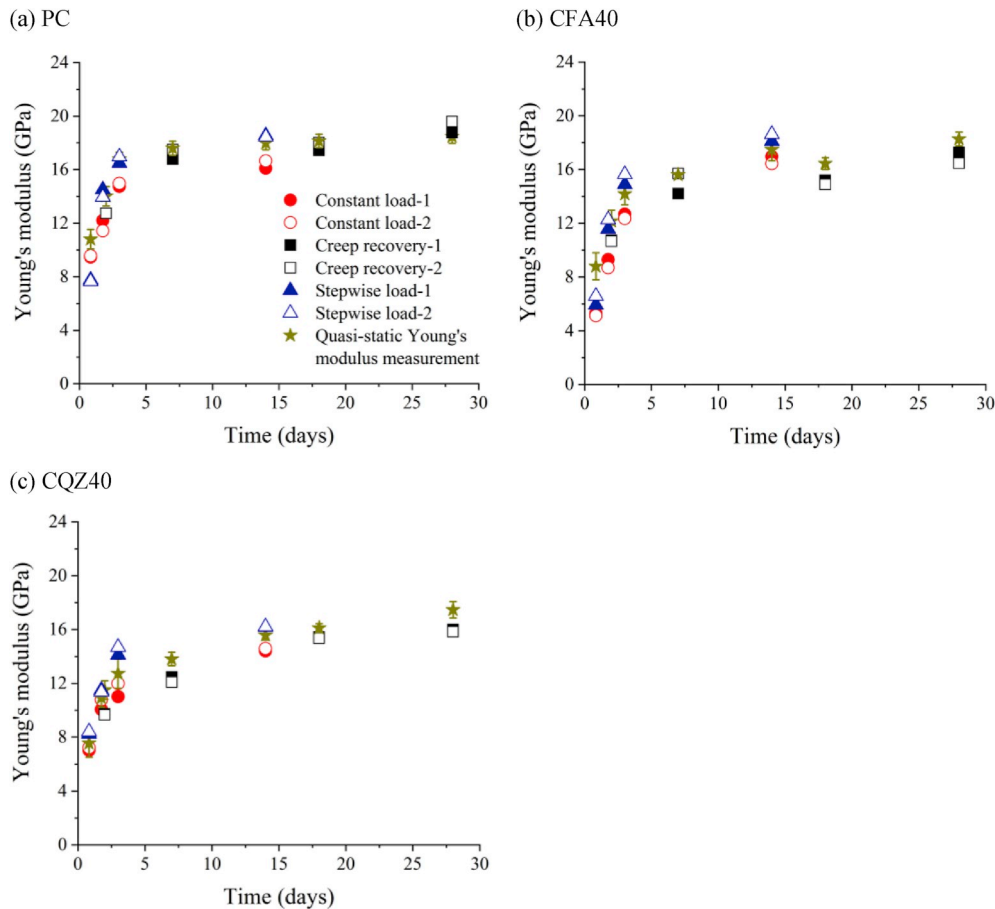 (a) PC
(b) CFA40
24
20
16
12
8
4
0
Young's modulus (GPa)
Constant load-1
Constant load-2
Creep recovery-1
Creep recovery-2
Stepwise load-1
Stepwise load-2
Quasi-static Young's
modulus measurement
0 5 10 15 20 25 30
Time (days)
24
20
16
12
8
4
0
Young's modulus (GPa)
0 5 10 15 20 25 30
Time (days)
(c) CQZ40
24
20
16
12
8
4
0
Young's modulus (GPa)
0 5 10 15 20 25 30
Time (days)